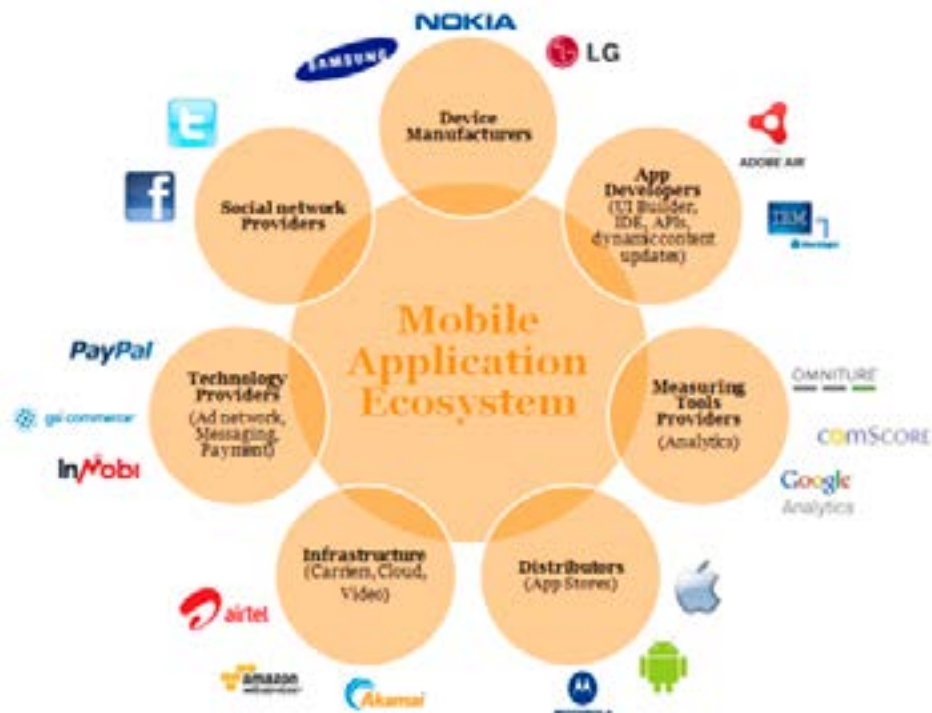 NOKIA
SAMSUNG
LG
Device
Manufacturers
ADOBE AIR
App
Developers
(UI Builder,
IDE, APIs,
dynamic content
updates)
IBM
Social network
Providers
t
f
Mobile
Application
Ecosystem
PayPal
gsi commerce
InMobi
Technology
Providers
(Ad network,
Messaging,
Payment)
Measuring
Tools
Providers
(Analytics)
OMNITURE
comSCORE
Google
Analytics
Infrastructure
(Carriers, Cloud,
Video)
Distributors
(App Stores)
airtel
amazon
Akamai